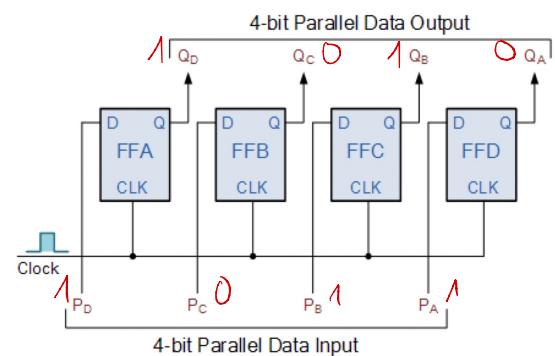 4-bit Parallel Data Output
1 QD QC 0 1 QB 0 QA
D Q D Q D Q D Q
FFA FFB FFC FFD
CLK CLK CLK CLK
Clock
1 PD PC 0 PB 1 PA 1
4-bit Parallel Data Input